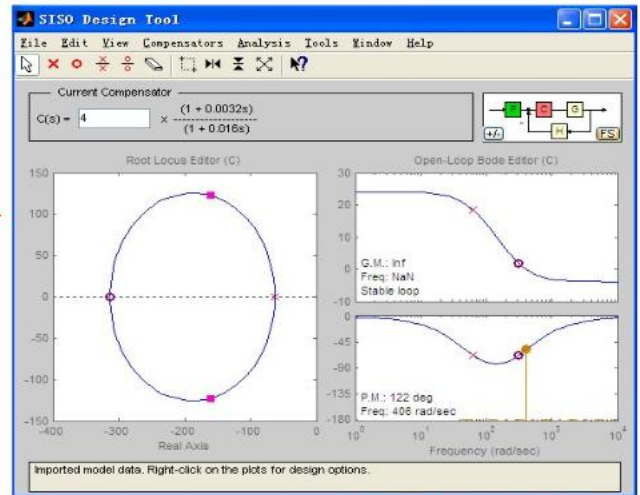 SISO Design Tool
File Edit View Compensators Analysis Tools Window Help
Current Compensator
C(s) = 4 × (1 + 0.0032s)
(1 + 0.016s)
F C G
H
+/- FS
Root Locus Editor (C)
150
100
50
0
-50
-100
-150
-400 -300 -200 -100 0
Real Axis
Open-Loop Bode Editor (C)
30
20
10
0
-10
G.M.: Inf
Freq: NaN
Stable loop
0
-45
-90
-135
-180
P.M.: 122 deg
Freq: 406 rad/sec
10^0 10^1 10^2 10^3 10^4
Frequency (rad/sec)
Imported model data. Right-click on the plots for design options.